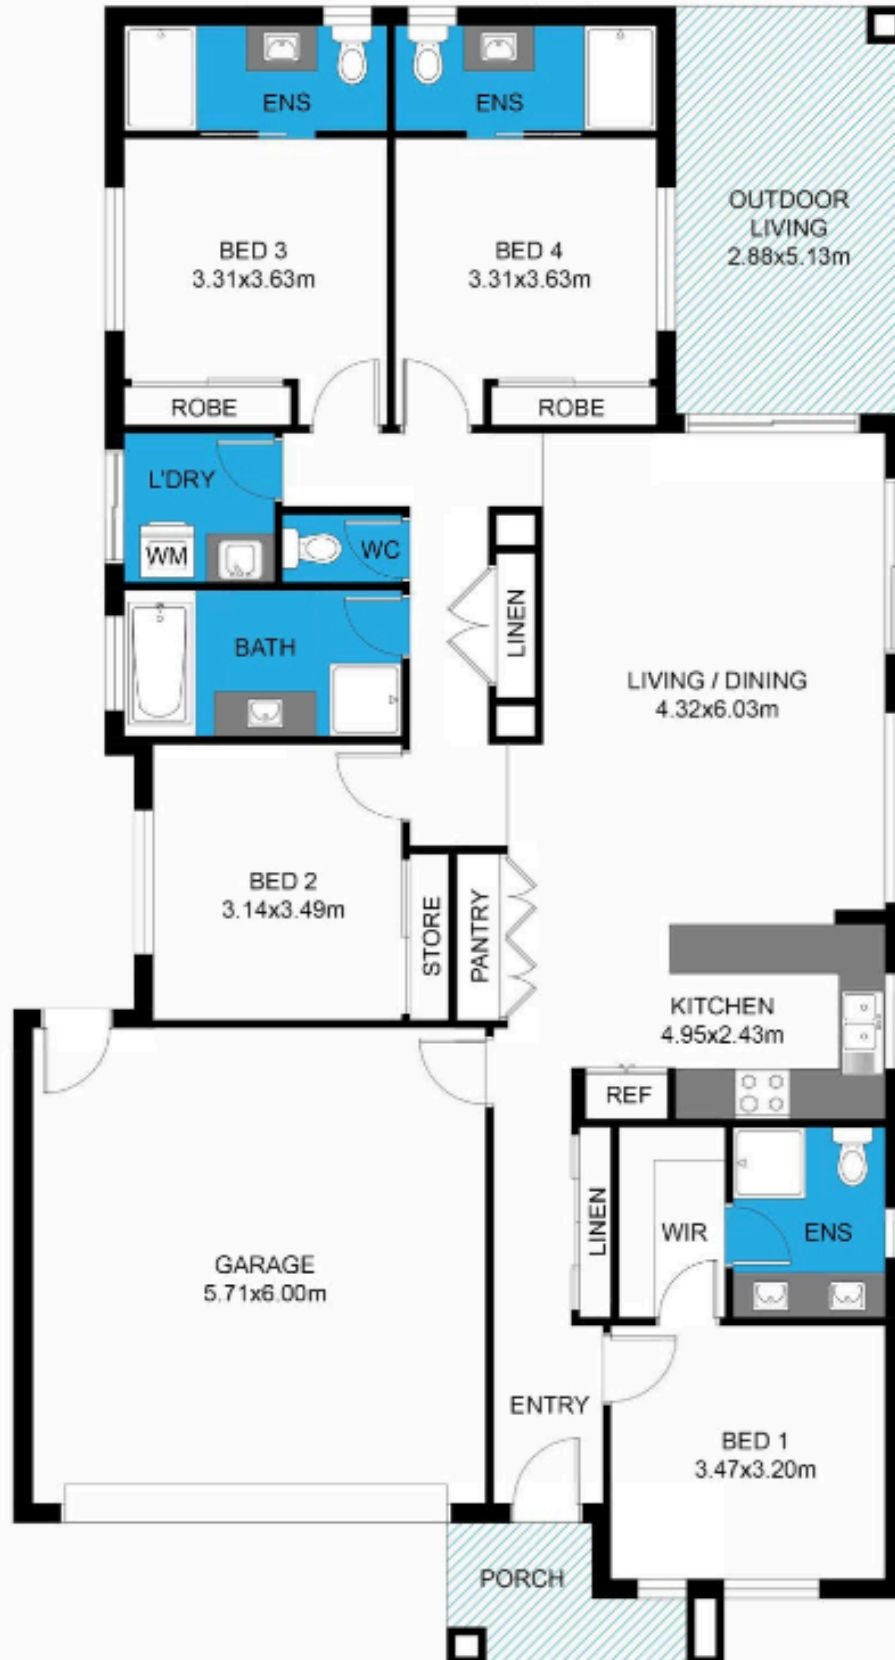 ENS
ENS
OUTDOOR
LIVING
2.88x5.13m
BED 3
3.31x3.63m
BED 4
3.31x3.63m
ROBE
ROBE
L'DRY
WM
WC
LINEN
BATH
LIVING / DINING
4.32x6.03m
BED 2
3.14x3.49m
STORE
PANTRY
KITCHEN
4.95x2.43m
REF
LINEN
WIR
ENS
GARAGE
5.71x6.00m
ENTRY
BED 1
3.47x3.20m
PORCH